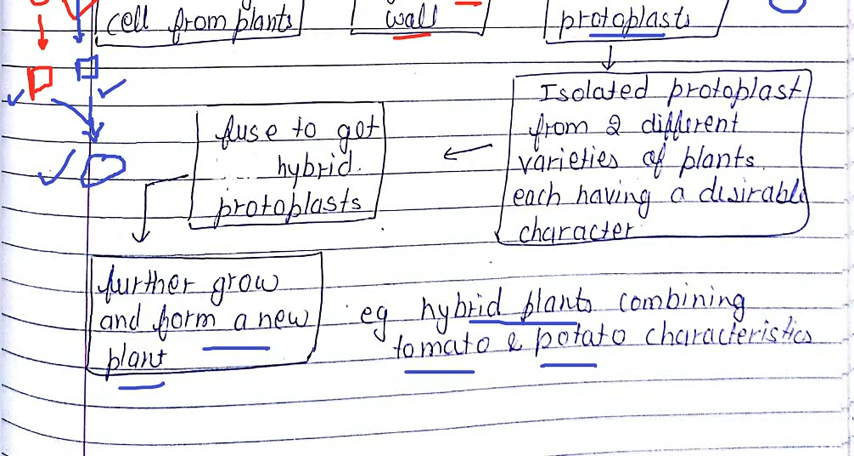 cell from plants
wall
protoplasts
Isolated protoplast
from 2 different
varieties of plants
each having a desirable
character
fuse to get
hybrid
protoplasts
further grow
and form a new
plant
eg hybrid plants combining
tomato & potato characteristics